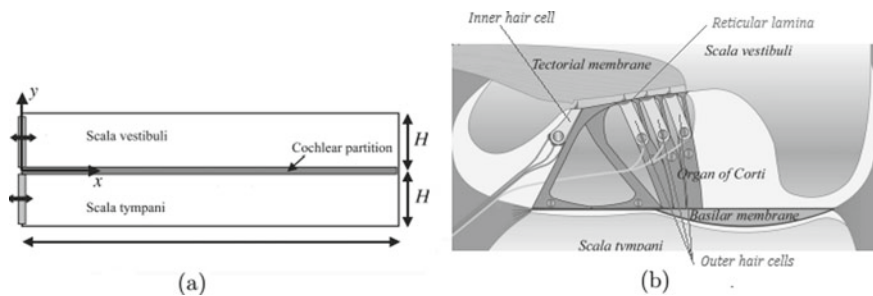 y
Scala vestibuli
Cochlear partition
x
H
Scala tympani
H
(a)
Inner hair cell
Reticular lamina
Scala vestibuli
Tectorial membrane
Organ of Corti
Basilar membrane
Scala tympani
Outer hair cells
(b)